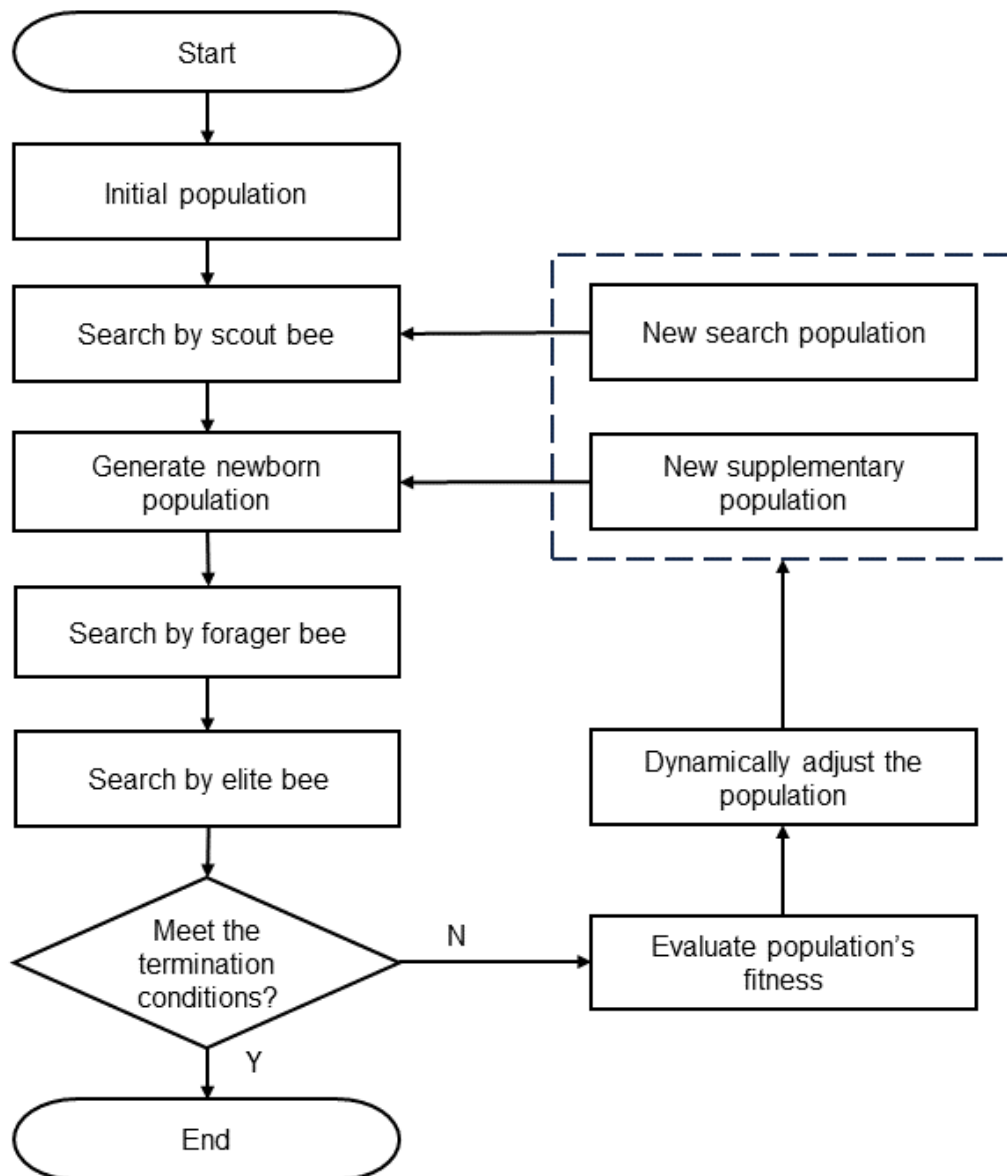 Start
Initial population
Search by scout bee
New search population
Generate newborn
population
New supplementary
population
Search by forager bee
Search by elite bee
Dynamically adjust the
population
Meet the
termination
conditions?
N
Evaluate population’s
fitness
Y
End